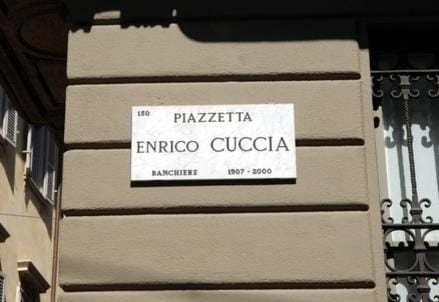 150
PIAZZETTA
ENRICO CUCCIA
BANCHIERE 1907-2000